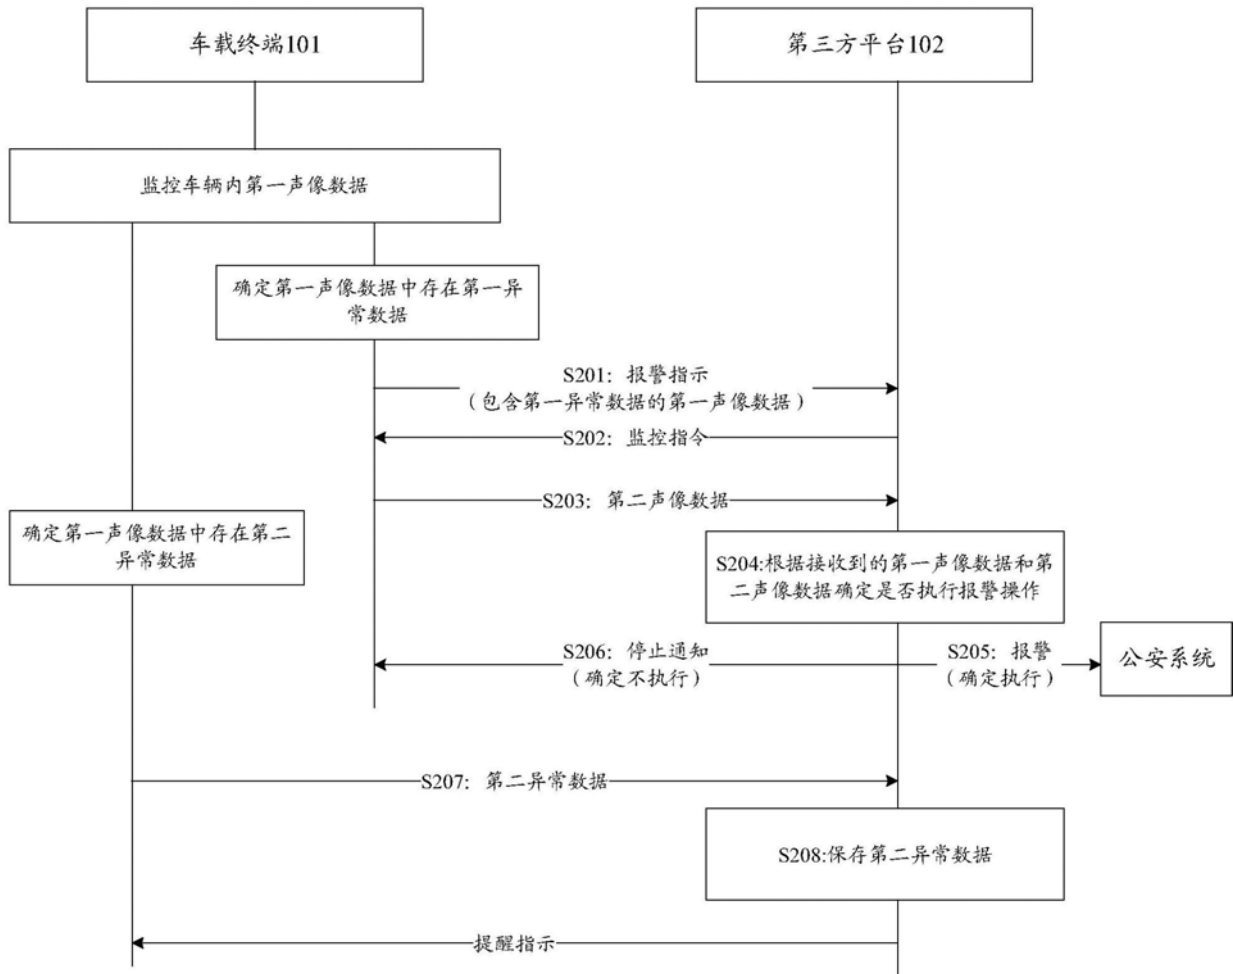 车载终端101
第三方平台102
监控车辆内第一声像数据
确定第一声像数据中存在第一异
常数据
S201：报警指示
（包含第一异常数据的第一声像数据）
S202：监控指令
S203：第二声像数据
确定第一声像数据中存在第二
异常数据
S204:根据接收到的第一声像数据和第
二声像数据确定是否执行报警操作
S206：停止通知
（确定不执行）
S205：报警
（确定执行）
公安系统
S207：第二异常数据
S208:保存第二异常数据
提醒指示